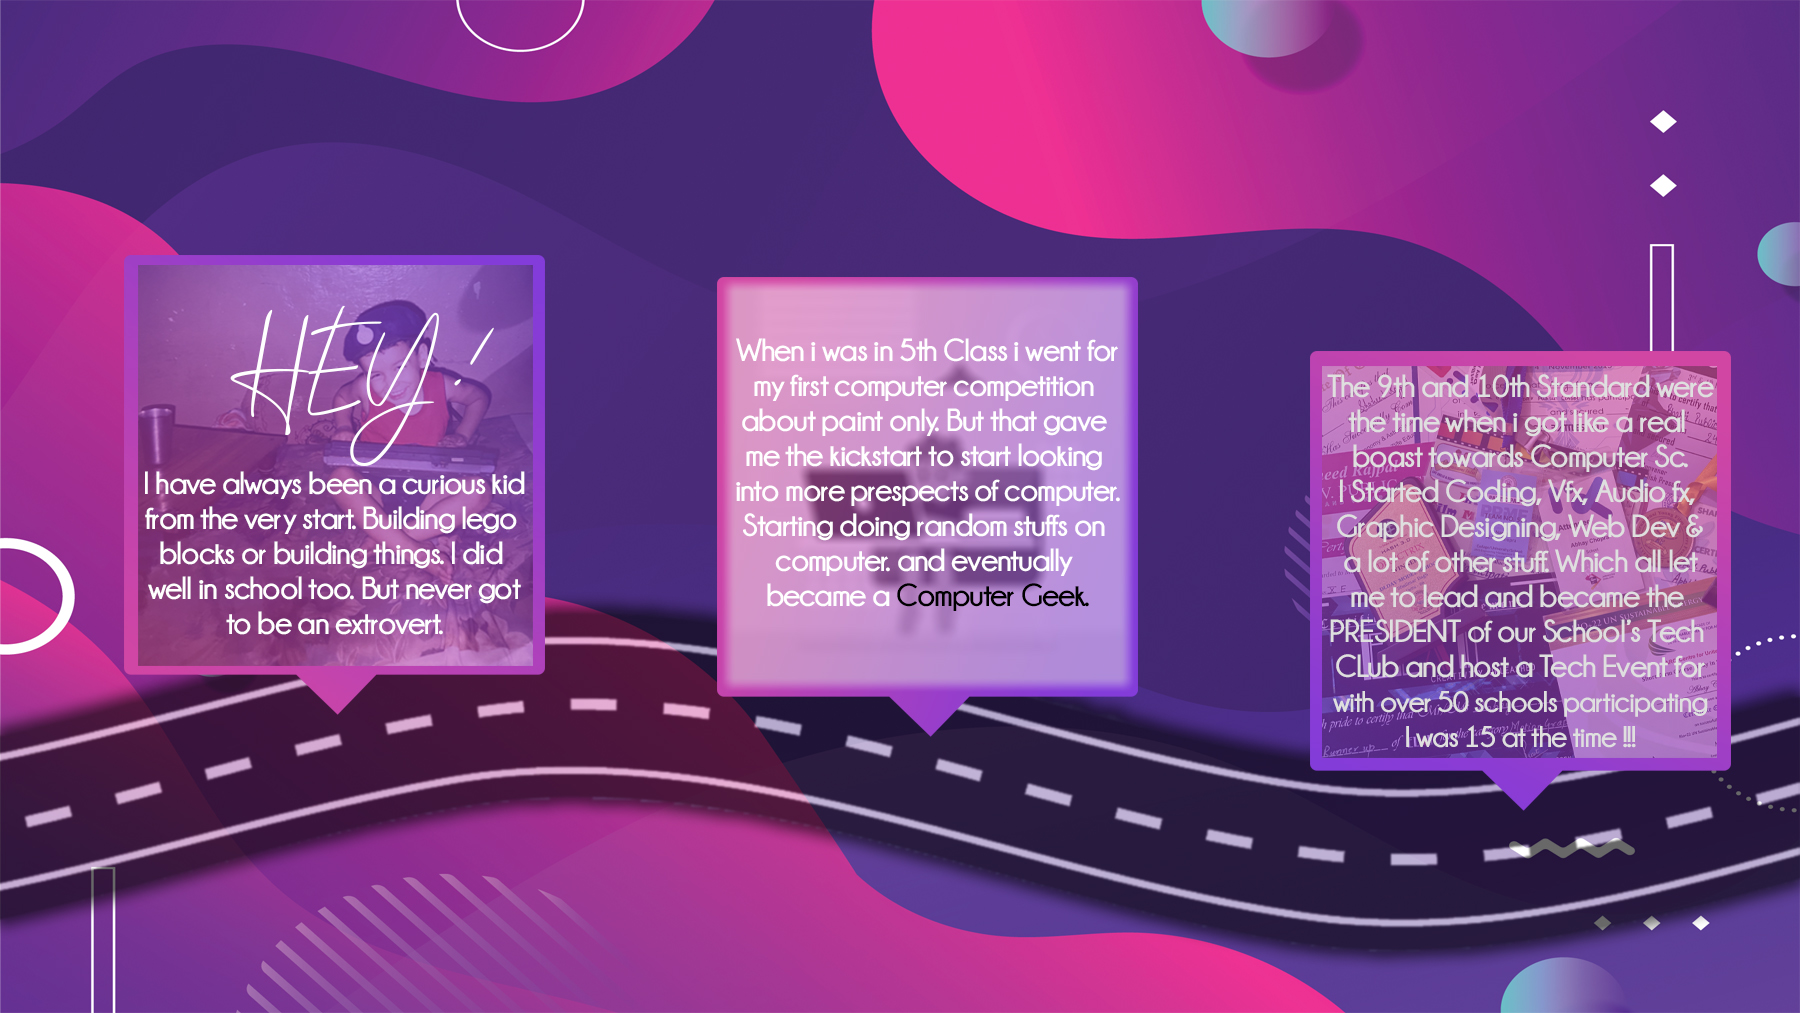 HEY!
I have always been a curious kid
from the very start. Building lego
blocks or building things. I did
well in school too. But never got
to be an extrovert.
When i was in 5th Class i went for
my first computer competition
about paint only. But that gave
me the kickstart to start looking
into more prespects of computer.
Starting doing random stuffs on
computer. and eventually
became a Computer Geek.
The 9th and 10th Standard were
the time when i got like a real
boast towards Computer Sc.
I Started Coding, Vfx, Audio fx,
Graphic Designing, Web Dev &
a lot of other stuff. Which all let
me to lead and became the
PRESIDENT of our School's Tech
CLub and host a Tech Event for
with over 50 schools participating
I was 15 at the time !!!